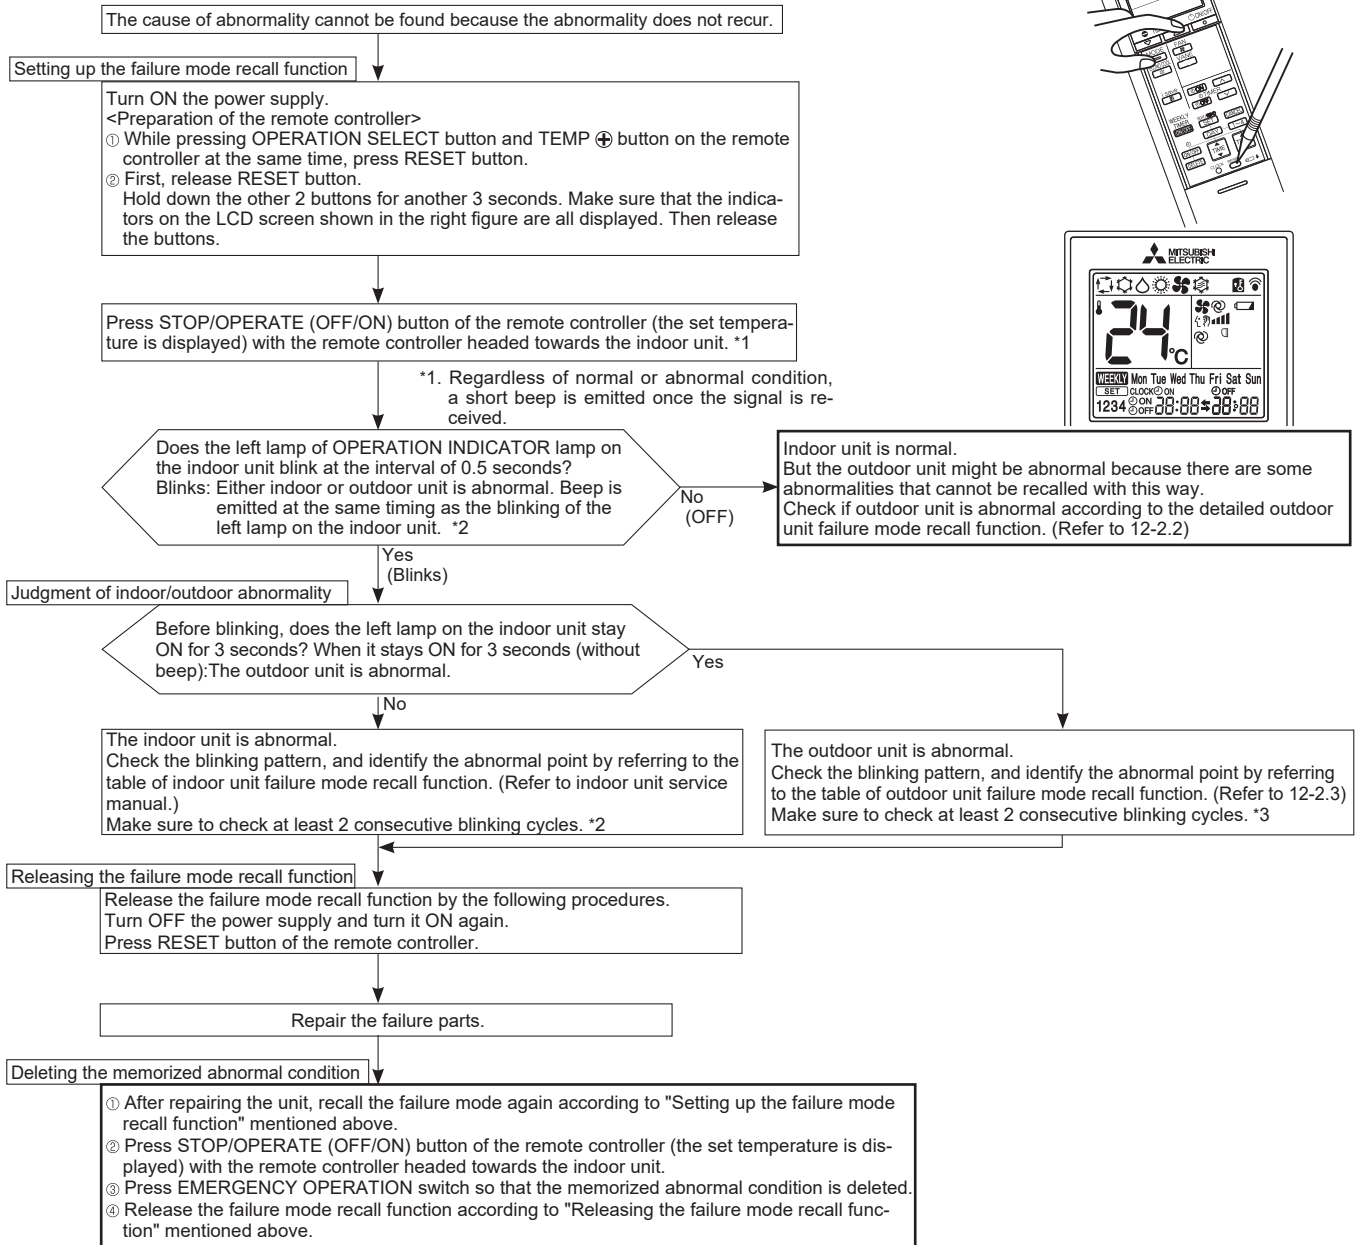 The cause of abnormality cannot be found because the abnormality does not recur.
Setting up the failure mode recall function
Turn ON the power supply.
<Preparation of the remote controller>
① While pressing OPERATION SELECT button and TEMP ⊕ button on the remote
controller at the same time, press RESET button.
② First, release RESET button.
Hold down the other 2 buttons for another 3 seconds. Make sure that the indica-
tors on the LCD screen shown in the right figure are all displayed. Then release
the buttons.
ON/OFF
FAN
VANE
TIMER
WEEKLY
TIMER
TIME
CLOCK
MITSUBISHI
ELECTRIC
24°C
WEEKLY Mon Tue Wed Thu Fri Sat Sun
SET CLOCK ON OFF
1234 ON OFF 88:88 88:88
Press STOP/OPERATE (OFF/ON) button of the remote controller (the set tempera-
ture is displayed) with the remote controller headed towards the indoor unit. *1
*1. Regardless of normal or abnormal condition,
a short beep is emitted once the signal is re-
ceived.
Does the left lamp of OPERATION INDICATOR lamp on
the indoor unit blink at the interval of 0.5 seconds?
Blinks: Either indoor or outdoor unit is abnormal. Beep is
emitted at the same timing as the blinking of the
left lamp on the indoor unit. *2
No
(OFF)
Indoor unit is normal.
But the outdoor unit might be abnormal because there are some
abnormalities that cannot be recalled with this way.
Check if outdoor unit is abnormal according to the detailed outdoor
unit failure mode recall function. (Refer to 12-2.2)
Yes
(Blinks)
Judgment of indoor/outdoor abnormality
Before blinking, does the left lamp on the indoor unit stay
ON for 3 seconds? When it stays ON for 3 seconds (without
beep):The outdoor unit is abnormal.
Yes
No
The indoor unit is abnormal.
Check the blinking pattern, and identify the abnormal point by referring to the
table of indoor unit failure mode recall function. (Refer to indoor unit service
manual.)
Make sure to check at least 2 consecutive blinking cycles. *2
The outdoor unit is abnormal.
Check the blinking pattern, and identify the abnormal point by referring
to the table of outdoor unit failure mode recall function. (Refer to 12-2.3)
Make sure to check at least 2 consecutive blinking cycles. *3
Releasing the failure mode recall function
Release the failure mode recall function by the following procedures.
Turn OFF the power supply and turn it ON again.
Press RESET button of the remote controller.
Repair the failure parts.
Deleting the memorized abnormal condition
① After repairing the unit, recall the failure mode again according to "Setting up the failure mode
recall function" mentioned above.
② Press STOP/OPERATE (OFF/ON) button of the remote controller (the set temperature is dis-
played) with the remote controller headed towards the indoor unit.
③ Press EMERGENCY OPERATION switch so that the memorized abnormal condition is deleted.
④ Release the failure mode recall function according to "Releasing the failure mode recall func-
tion" mentioned above.